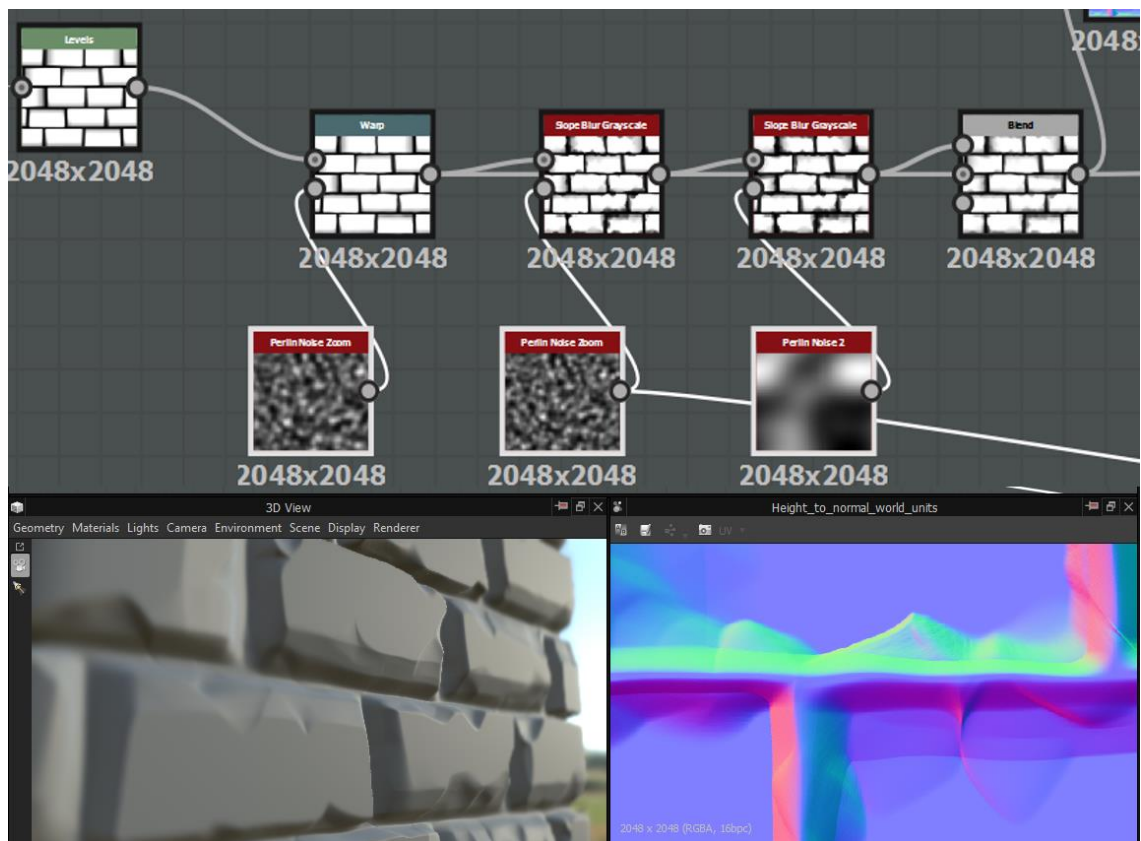 Levels
2048x
2048x2048
Warp
Slope Blur Grayscale
Slope Blur Grayscale
Blend
2048x2048
2048x2048
2048x2048
2048x2048
Perlin Noise Zoom
Perlin Noise Zoom
Perlin Noise 2
2048x2048
2048x2048
2048x2048
3D View
Height_to_normal_world_units
Geometry Materials Lights Camera Environment Scene Display Renderer
UV
2048 x 2048 (RGBA, 16bpc)